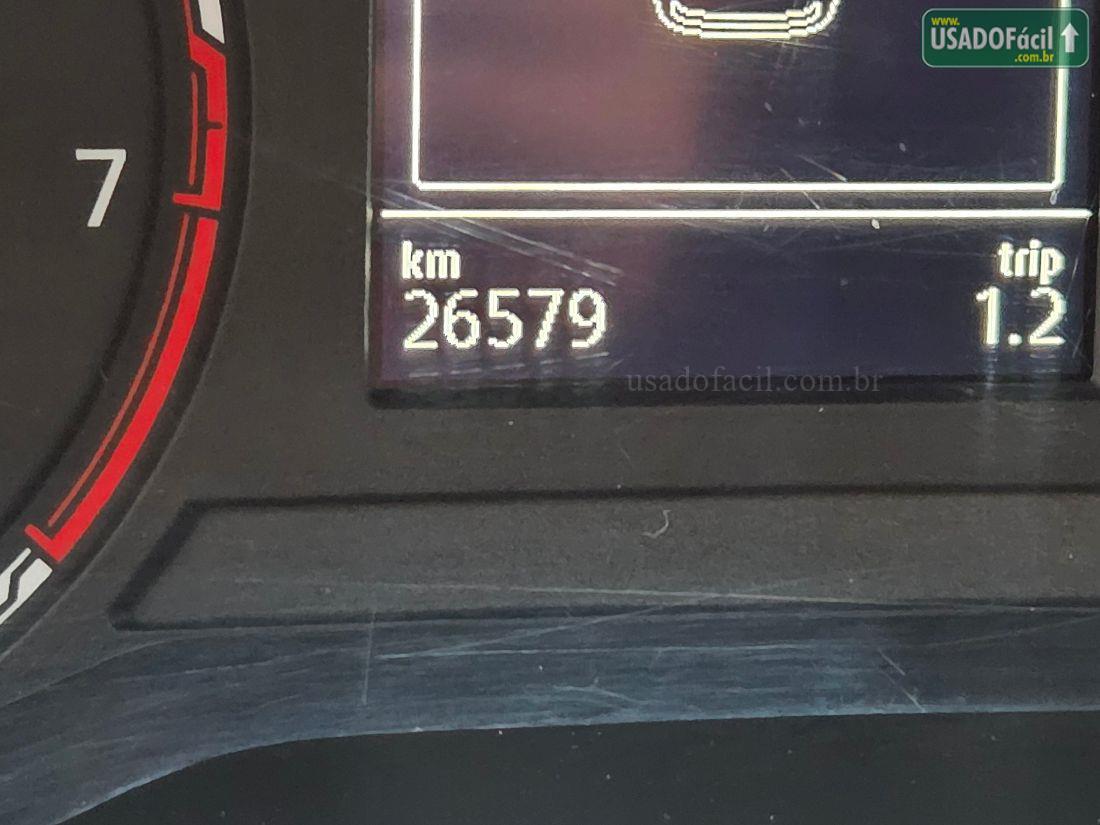 www.
USADOFácil
.com.br
7
km trip
26579 1.2
usadofacil.com.br